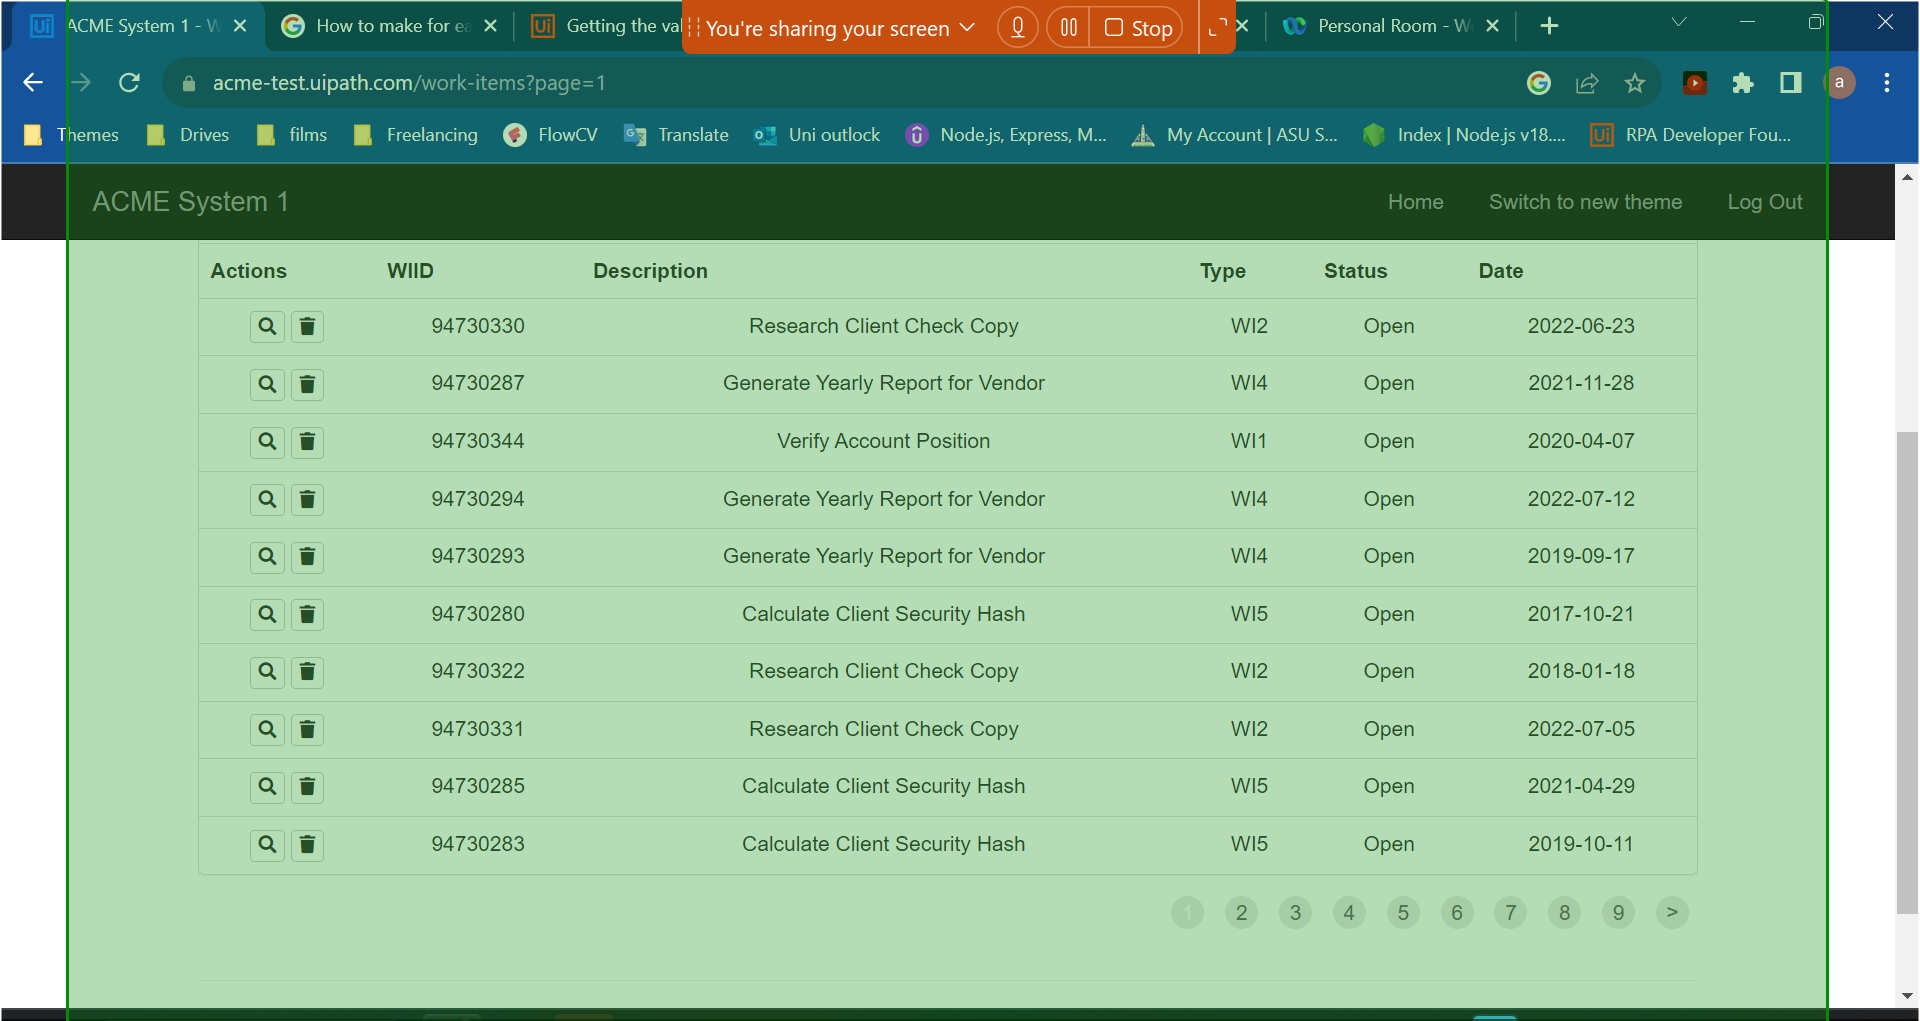 ACME System 1 - W
How to make for ea
Getting the val
You're sharing your screen
Stop
Personal Room - W
acme-test.uipath.com/work-items?page=1
a
Themes
Drives
films
Freelancing
FlowCV
Translate
Uni outlock
Node.js, Express, M...
My Account | ASU S...
Index | Node.js v18....
RPA Developer Fou...
ACME System 1
Home
Switch to new theme
Log Out
Actions WIID Description Type Status Date
94730330 Research Client Check Copy WI2 Open 2022-06-23
94730287 Generate Yearly Report for Vendor WI4 Open 2021-11-28
94730344 Verify Account Position WI1 Open 2020-04-07
94730294 Generate Yearly Report for Vendor WI4 Open 2022-07-12
94730293 Generate Yearly Report for Vendor WI4 Open 2019-09-17
94730280 Calculate Client Security Hash WI5 Open 2017-10-21
94730322 Research Client Check Copy WI2 Open 2018-01-18
94730331 Research Client Check Copy WI2 Open 2022-07-05
94730285 Calculate Client Security Hash WI5 Open 2021-04-29
94730283 Calculate Client Security Hash WI5 Open 2019-10-11
1 2 3 4 5 6 7 8 9 >